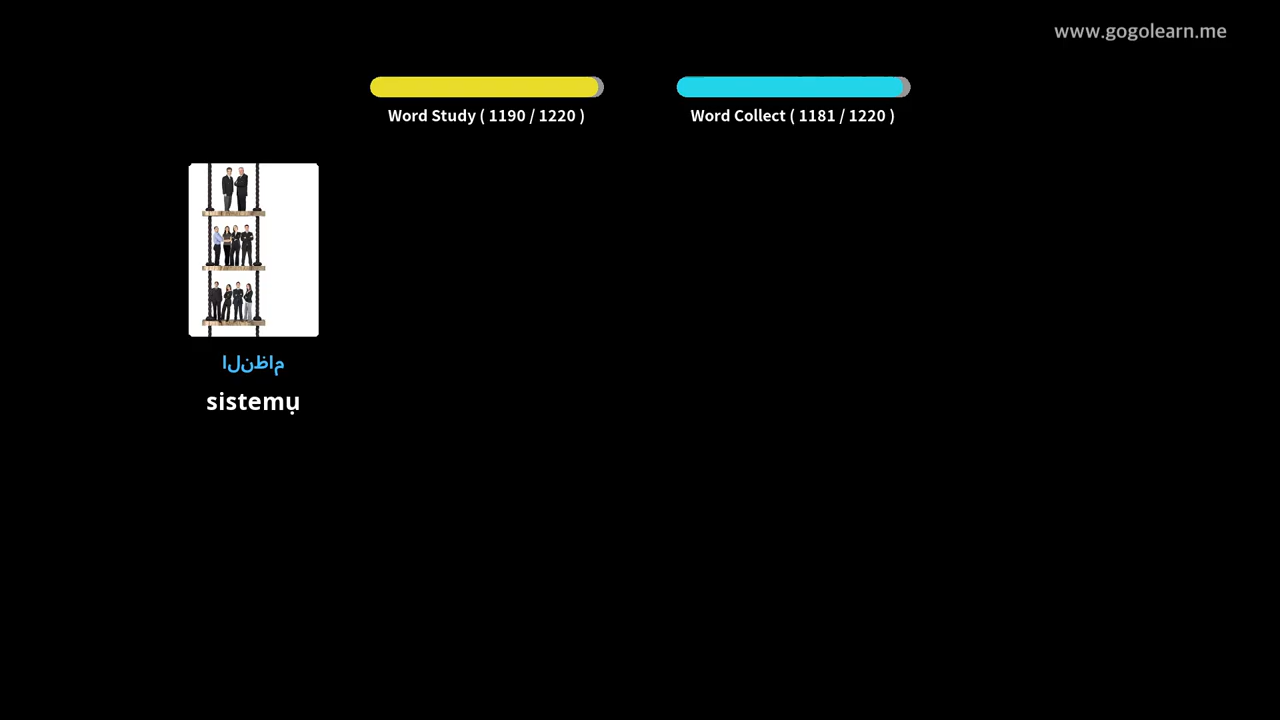 www.gogolearn.me
Word Study ( 1190 / 1220 )
Word Collect ( 1181 / 1220 )
النظام
sistemụ